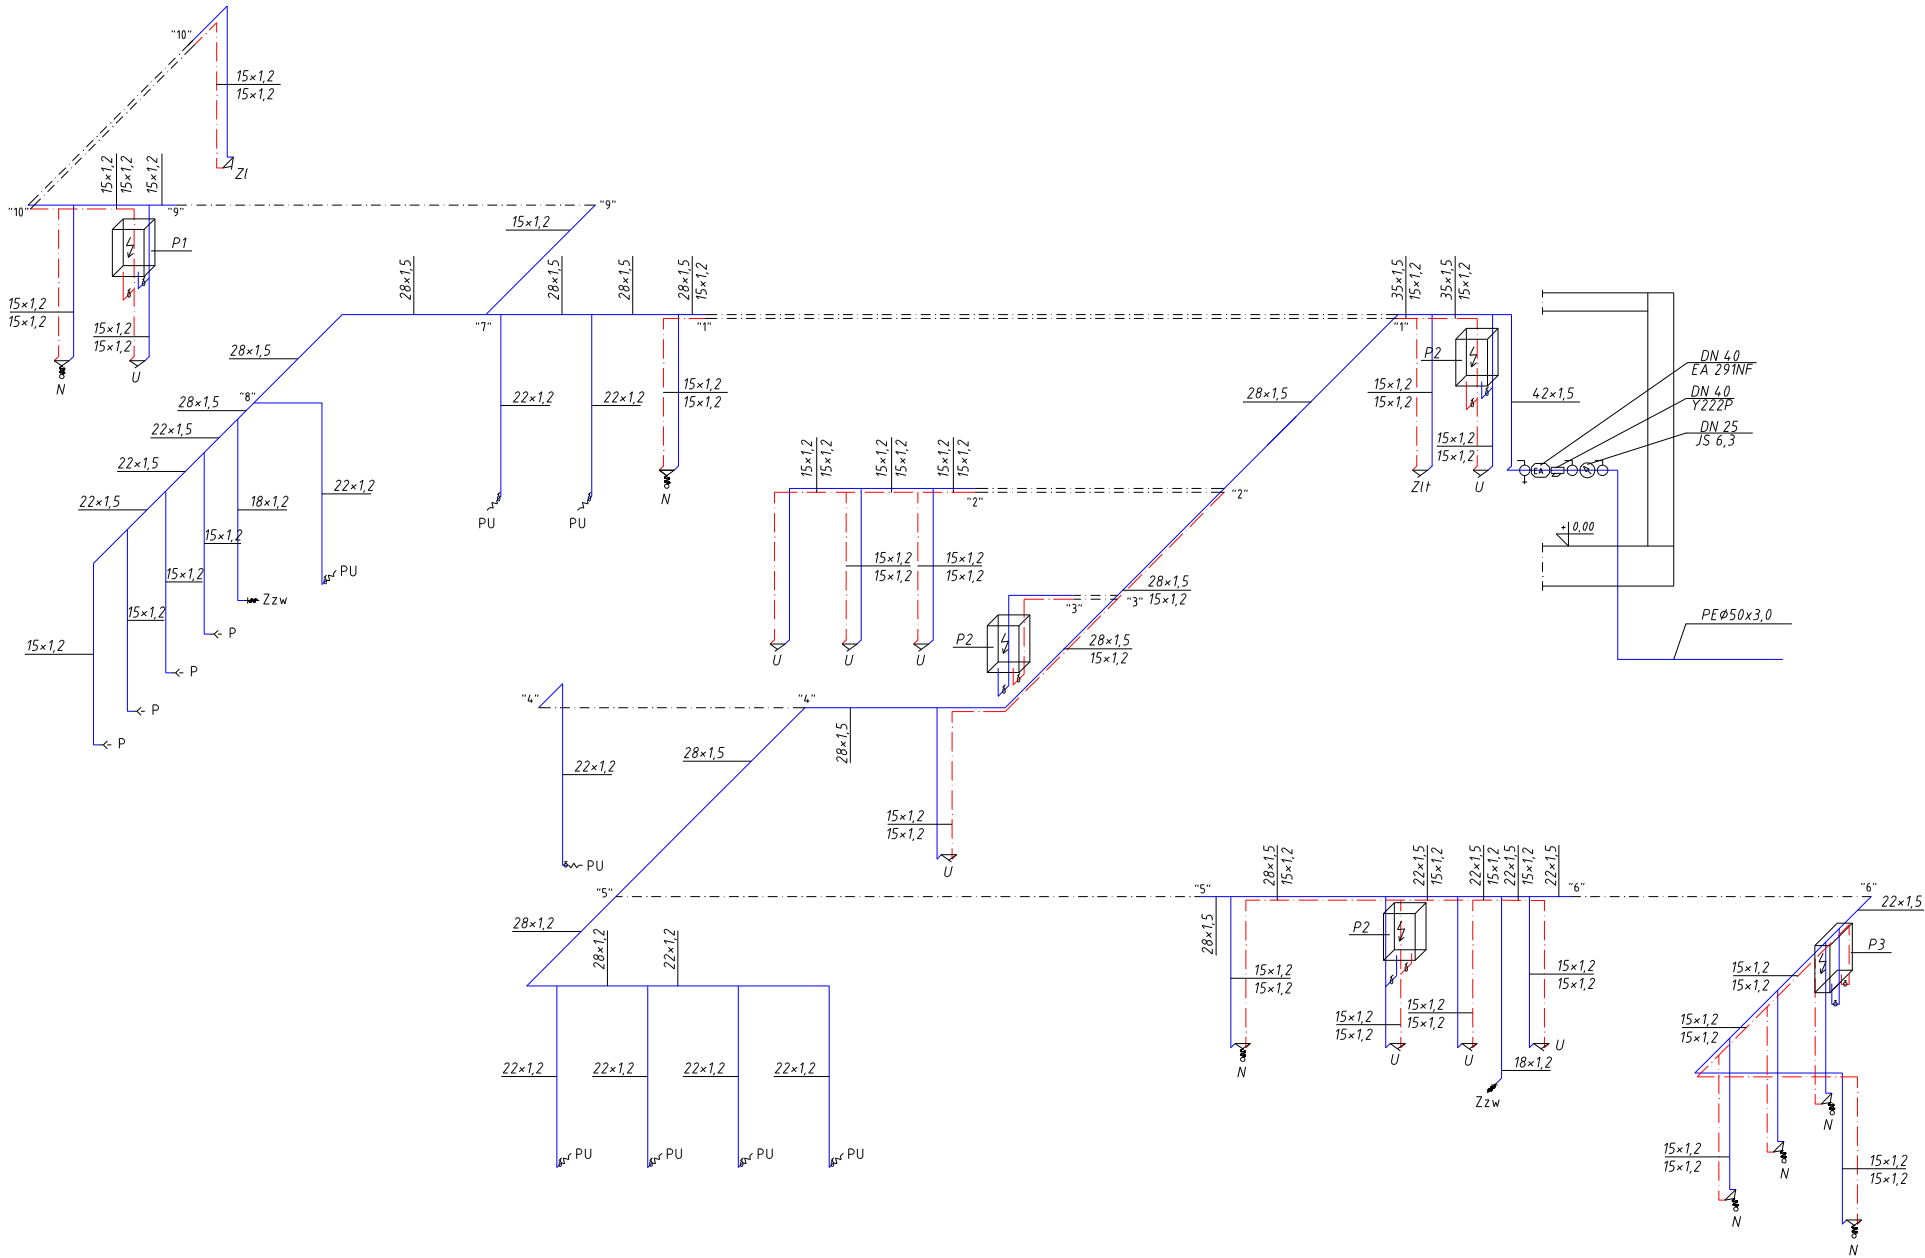 "10"
15×1,2
15×1,2
Zl
15×1,2
15×1,2
15×1,2
"10"
"9"
P1
15×1,2
15×1,2
N
15×1,2
15×1,2
U
"9"
15×1,2
28×1,5
28×1,5
28×1,5
28×1,5
15×1,2
"7"
"1"
28×1,5
"8"
28×1,5
22×1,5
22×1,5
22×1,5
22×1,2
18×1,2
15×1,2
15×1,2
15×1,2
15×1,2
PU
Zzw
P
P
P
P
22×1,2
PU
22×1,2
PU
15×1,2
15×1,2
N
35×1,5
15×1,2
35×1,5
15×1,2
"1"
P2
28×1,5
15×1,2
15×1,2
Zlt
15×1,2
15×1,2
U
42×1,5
EA
DN 40
EA 291NF
DN 40
Y222P
DN 25
JS 6,3
+ 0,00
PEϕ50x3,0
15×1,2
15×1,2
15×1,2
15×1,2
15×1,2
15×1,2
"2"
"2"
15×1,2
15×1,2
15×1,2
15×1,2
U
U
U
28×1,5
15×1,2
"3"
"3"
P2
28×1,5
15×1,2
"4"
"4"
28×1,5
28×1,5
22×1,2
PU
15×1,2
15×1,2
U
"5"
28×1,2
28×1,2
22×1,2
22×1,2
22×1,2
22×1,2
22×1,2
PU
PU
PU
PU
"5"
28×1,5
28×1,5
15×1,2
22×1,5
15×1,2
22×1,5
15×1,2
22×1,5
15×1,2
22×1,5
"6"
P2
15×1,2
15×1,2
N
15×1,2
15×1,2
U
15×1,2
15×1,2
U
15×1,2
15×1,2
U
18×1,2
Zzw
"6"
22×1,5
P3
15×1,2
15×1,2
15×1,2
15×1,2
N
N
15×1,2
15×1,2
N
15×1,2
15×1,2
N